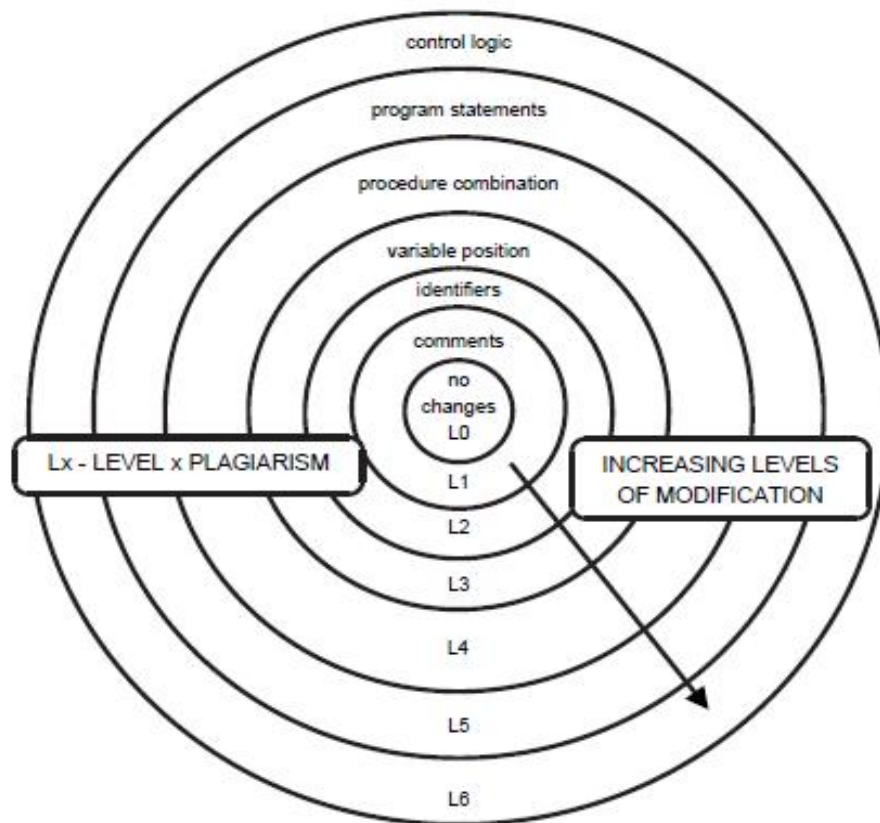 control logic
program statements
procedure combination
variable position
identifiers
comments
no
changes
L0
Lx - LEVEL x PLAGIARISM
INCREASING LEVELS
OF MODIFICATION
L1
L2
L3
L4
L5
L6